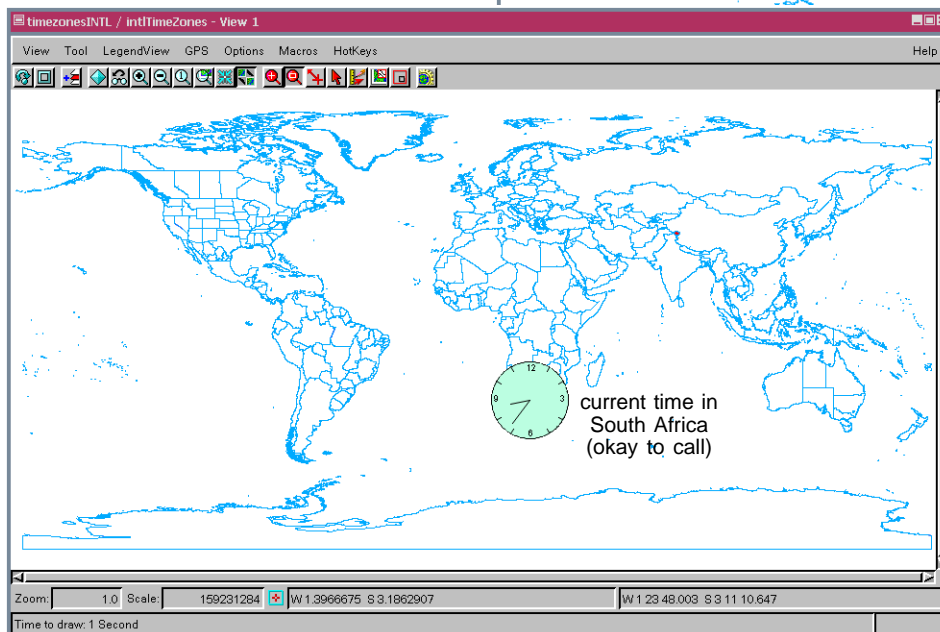 timezonesINTL / intlTimeZones - View 1
View Tool LegendView GPS Options Macros HotKeys Help
12
9 3
6
current time in
South Africa
(okay to call)
Zoom: 1.0 Scale: 159231284 W 1.3966675 S 3.1862907 W 1 23 48.003 S 3 11 10.647
Time to draw: 1 Second